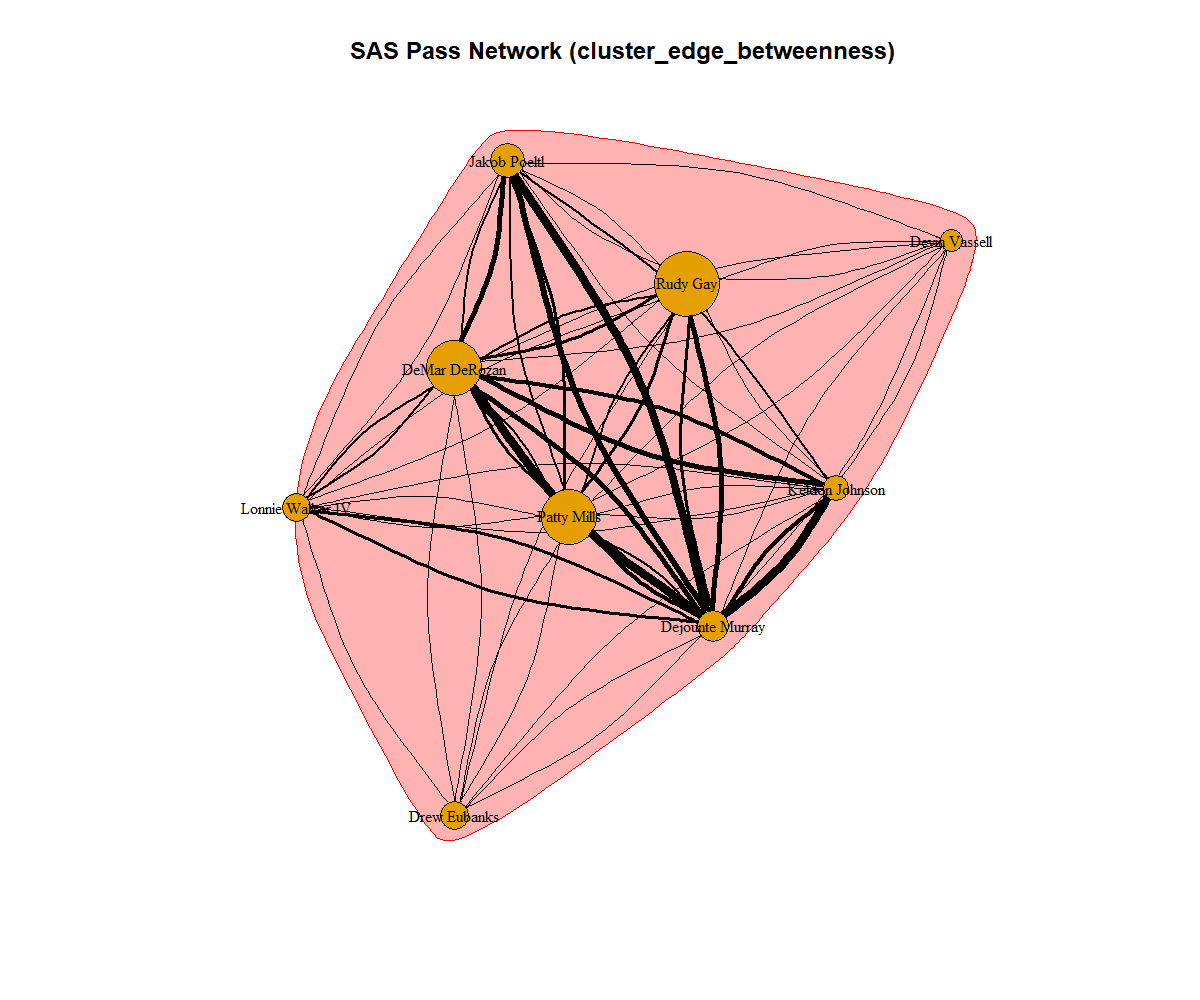 SAS Pass Network (cluster_edge_betweenness)
Jakob Poeltl
Devin Vassell
Rudy Gay
DeMar DeRozan
Keldon Johnson
Lonnie Walker IV
Patty Mills
Dejounte Murray
Drew Eubanks